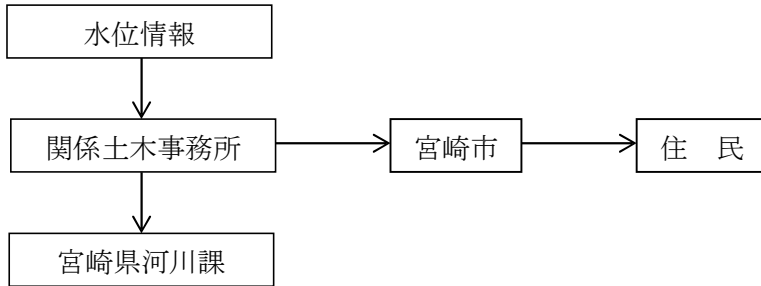 水位情報
関係土木事務所
宮崎市
住　民
宮崎県河川課